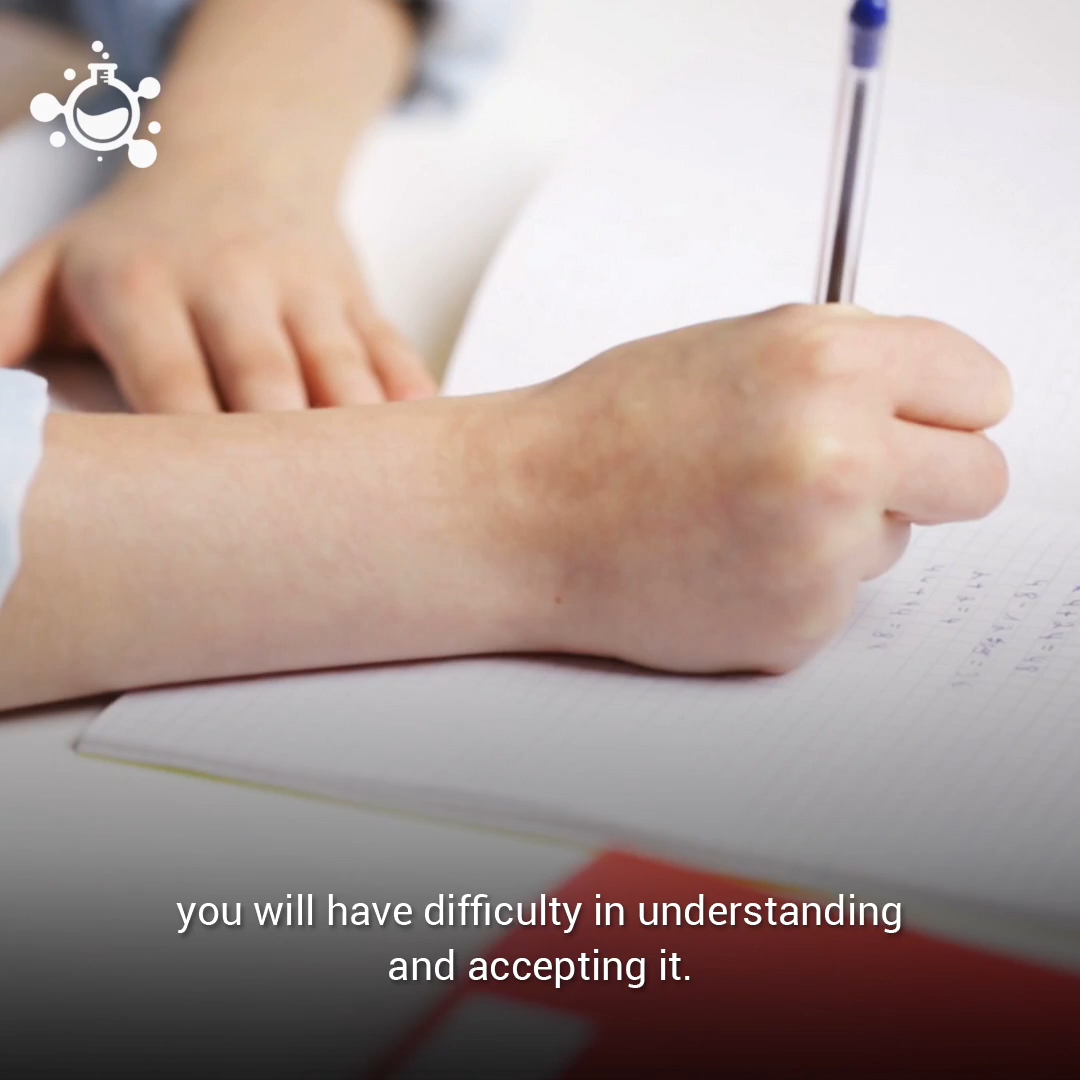 you will have difficulty in understanding
and accepting it.